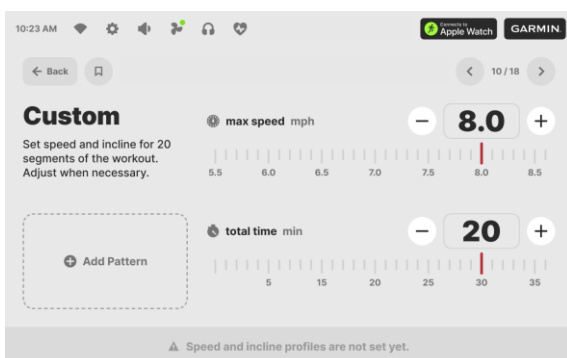 10:23 AM
Connects to
Apple Watch
GARMIN.
Back
10 / 18
Custom
Set speed and incline for 20
segments of the workout.
Adjust when necessary.
max speed mph
8.0
5.5 6.0 6.5 7.0 7.5 8.0 8.5
Add Pattern
total time min
20
5 15 20 25 30 35
Speed and incline profiles are not set yet.